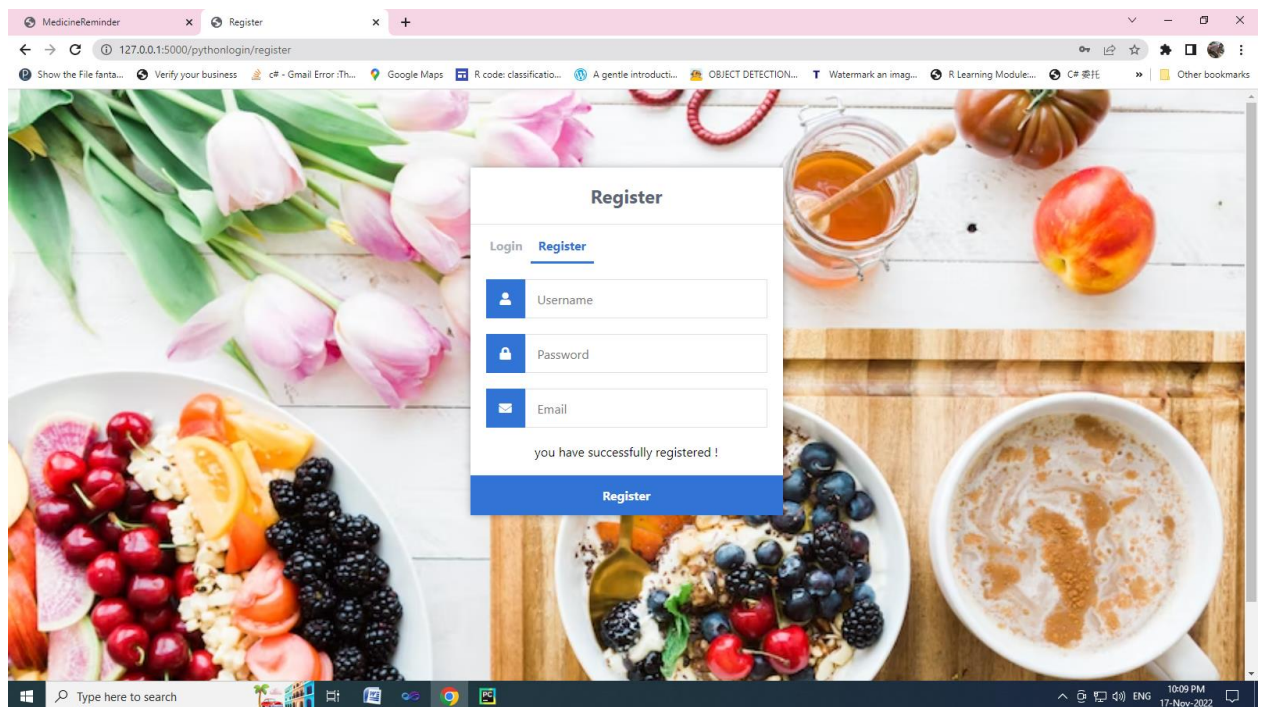 MedicineReminder
Register
127.0.0.1:5000/pythonlogin/register
Show the File fanta...
Verify your business
c# - Gmail Error :Th...
Google Maps
R code: classificatio...
A gentle introducti...
OBJECT DETECTION...
Watermark an imag...
R Learning Module:...
C# 委托
»
Other bookmarks
Register
Login Register
Username
Password
Email
you have successfully registered !
Register
Type here to search
ENG
10:09 PM
17-Nov-2022